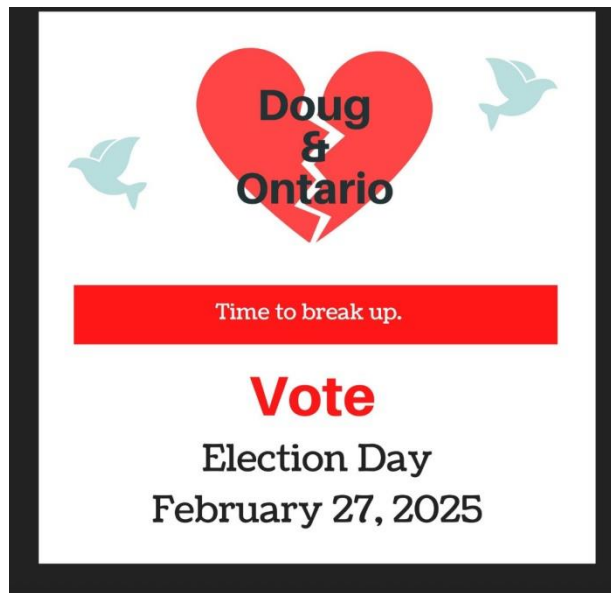 Doug
&
Ontario
Time to break up.
Vote
Election Day
February 27, 2025